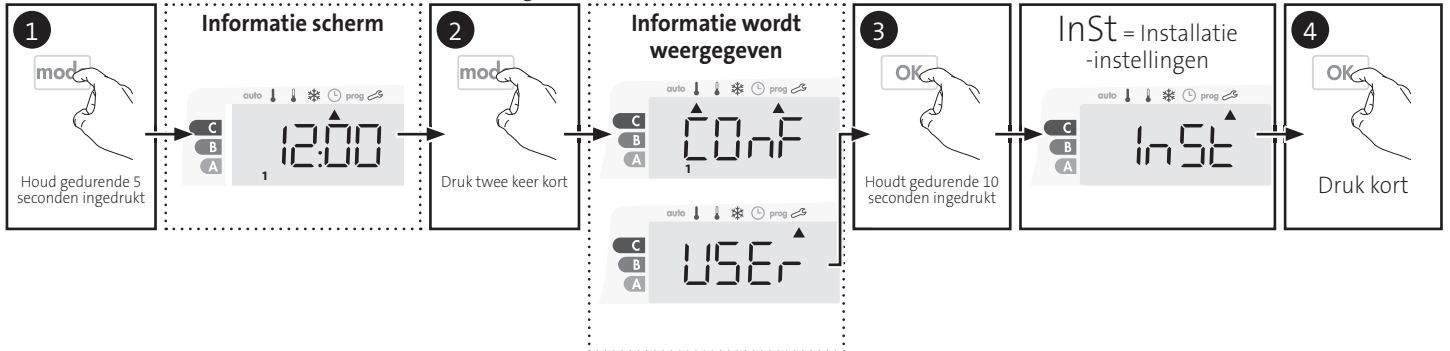 1
mode
Houd gedurende 5
seconden ingedrukt
Informatie scherm
auto prog
C
B
A
12:00
1
2
mode
Druk twee keer kort
Informatie wordt
weergegeven
auto prog
C
B
A
COnF
1
auto prog
C
B
A
USEr
3
OK
Houdt gedurende 10
seconden ingedrukt
InSt = Installatie
-instellingen
auto prog
C
B
A
InSt
4
OK
Druk kort